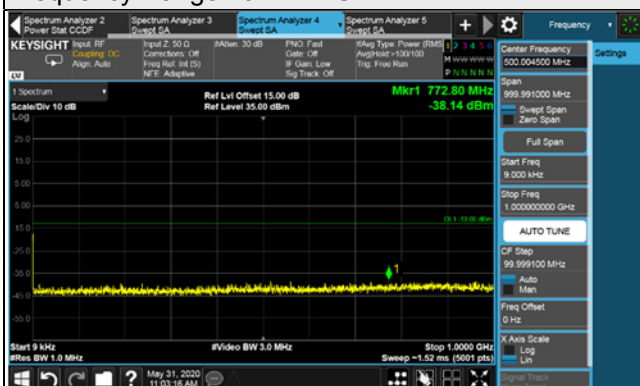 Spectrum Analyzer 2
Power Stat CCDF
Spectrum Analyzer 3
Swept SA
Spectrum Analyzer 4
Swept SA
Spectrum Analyzer 5
Swept SA
+
Frequency
KEYSIGHT
Input: RF
Coupling: DC
Align: Auto
Input Z: 50 Ω
Corrections: Off
Freq Ref: Int (S)
NFE: Adaptive
#Atten: 30 dB
PNO: Fast
Gate: Off
IF Gain: Low
Sig Track: Off
#Avg Type: Power (RMS
Avg|Hold:>100/100
Trig: Free Run
1 2 3 4 5 6
M W W W W W
P N N N N N
LXI
Center Frequency
500.004500 MHz
Settings
1 Spectrum
Scale/Div 10 dB
Log
Ref Lvl Offset 15.00 dB
Ref Level 35.00 dBm
Mkr1 772.80 MHz
-38.14 dBm
Span
999.991000 MHz
Swept Span
Zero Span
Full Span
Start Freq
9.000 kHz
Stop Freq
1.000000000 GHz
AUTO TUNE
CF Step
99.999100 MHz
Auto
Man
Freq Offset
0 Hz
X Axis Scale
Log
Lin
Signal Track
25.0
15.0
5.00
-5.00
-15.0
DL1 -13.00 dBm
-25.0
-35.0
1
-45.0
-55.0
Start 9 kHz
#Res BW 1.0 MHz
#Video BW 3.0 MHz
Stop 1.0000 GHz
Sweep ~1.52 ms (5001 pts)
?
May 31, 2020
11:03:16 AM